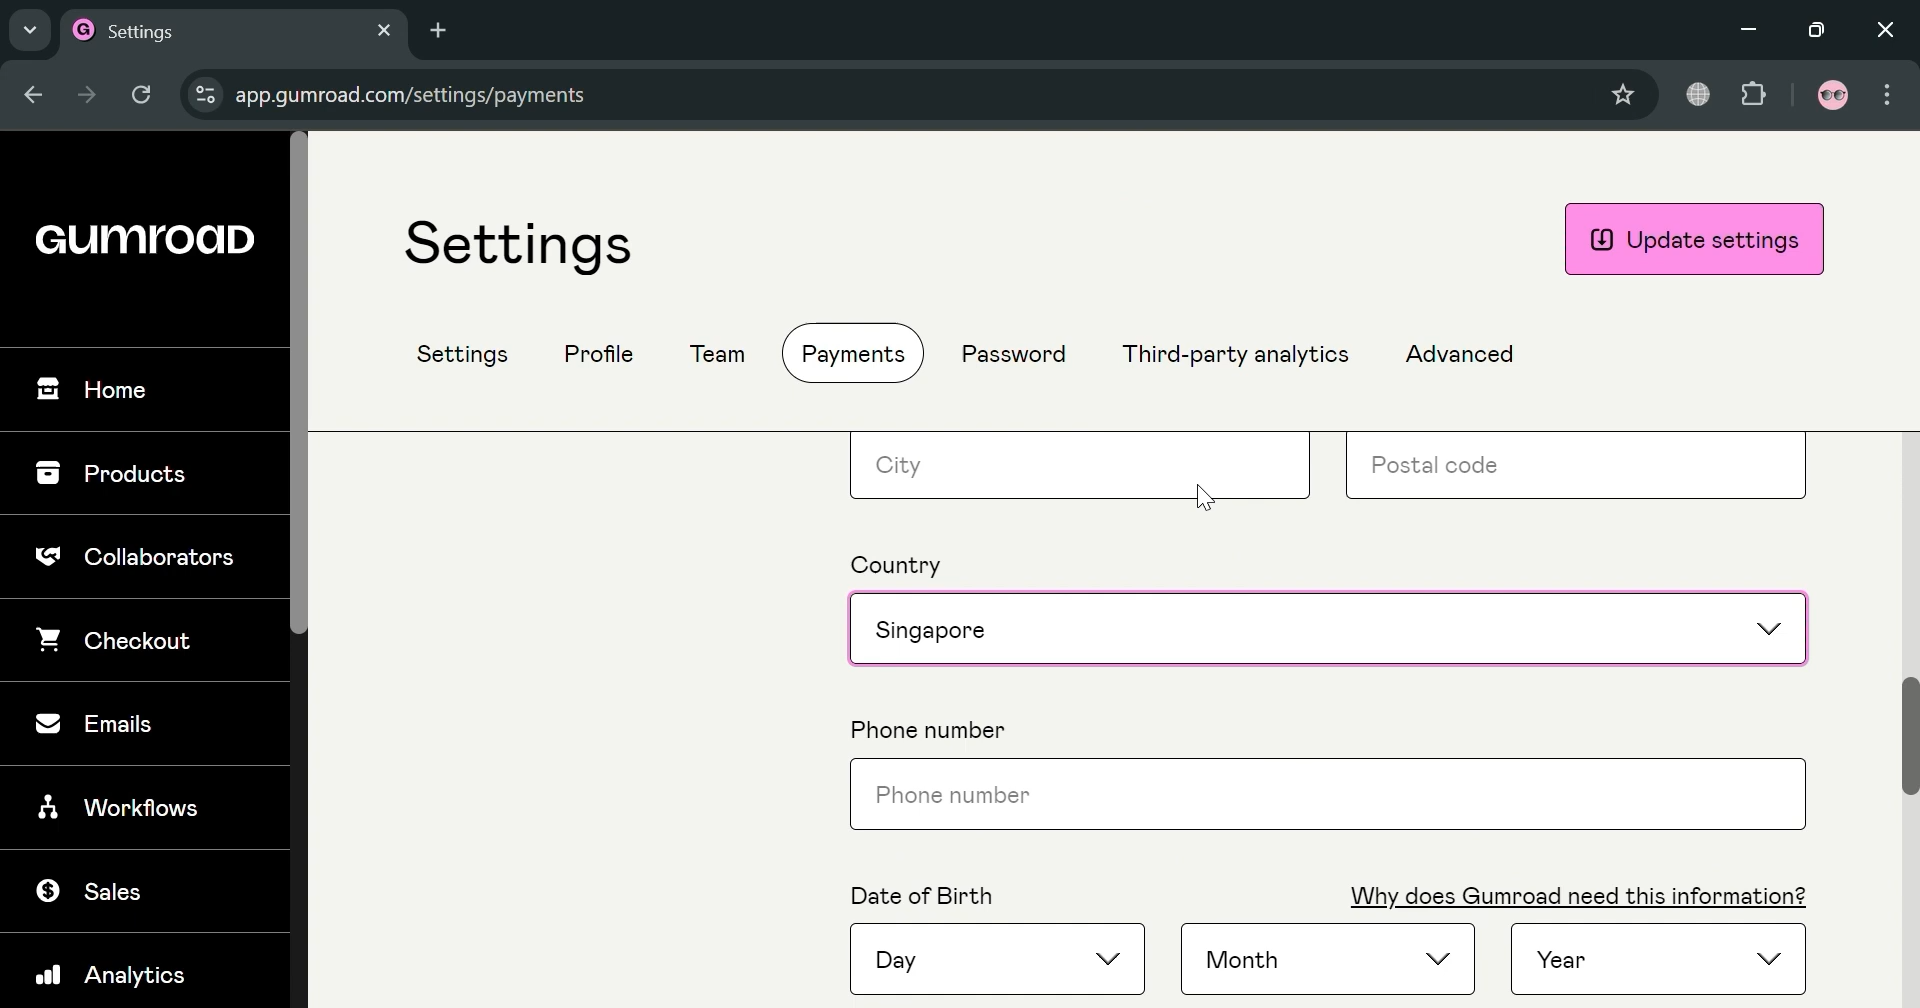 Settings
app.gumroad.com/settings/payments
GUMROAD
Settings
Update settings
Settings Profile Team Payments Password Third-party analytics Advanced
Home
Products
Collaborators
Checkout
Emails
Workflows
Sales
Analytics
City Postal code
Country
Singapore
Phone number
Phone number
Date of Birth Why does Gumroad need this information?
Day Month Year